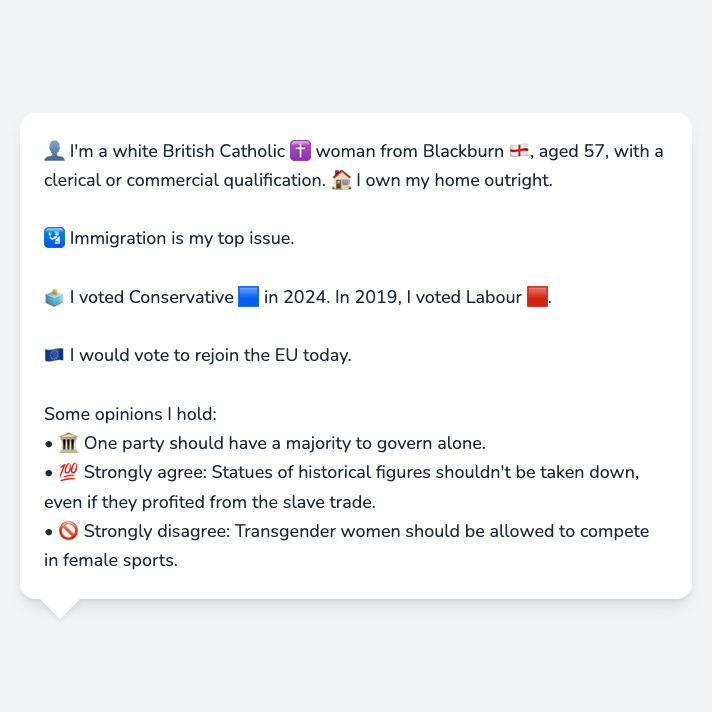 👤 I'm a white British Catholic ✝️ woman from Blackburn 🏴󠁧󠁢󠁥󠁮󠁧󠁿, aged 57, with a
clerical or commercial qualification. 🏠 I own my home outright.
🛂 Immigration is my top issue.
🗳️ I voted Conservative 🟦 in 2024. In 2019, I voted Labour 🟥.
🇪🇺 I would vote to rejoin the EU today.
Some opinions I hold:
• 🏛️ One party should have a majority to govern alone.
• 💯 Strongly agree: Statues of historical figures shouldn't be taken down,
even if they profited from the slave trade.
• 🚫 Strongly disagree: Transgender women should be allowed to compete
in female sports.